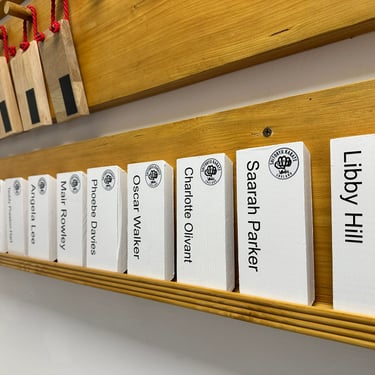 Angela Lee
Mair Rowley
Phoebe Davies
Oscar Walker
Charlotte Olivant
Saarah Parker
Libby Hill